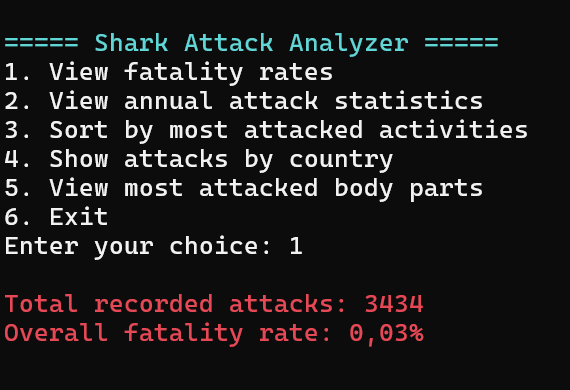 ===== Shark Attack Analyzer =====
1. View fatality rates
2. View annual attack statistics
3. Sort by most attacked activities
4. Show attacks by country
5. View most attacked body parts
6. Exit
Enter your choice: 1
Total recorded attacks: 3434
Overall fatality rate: 0,03%